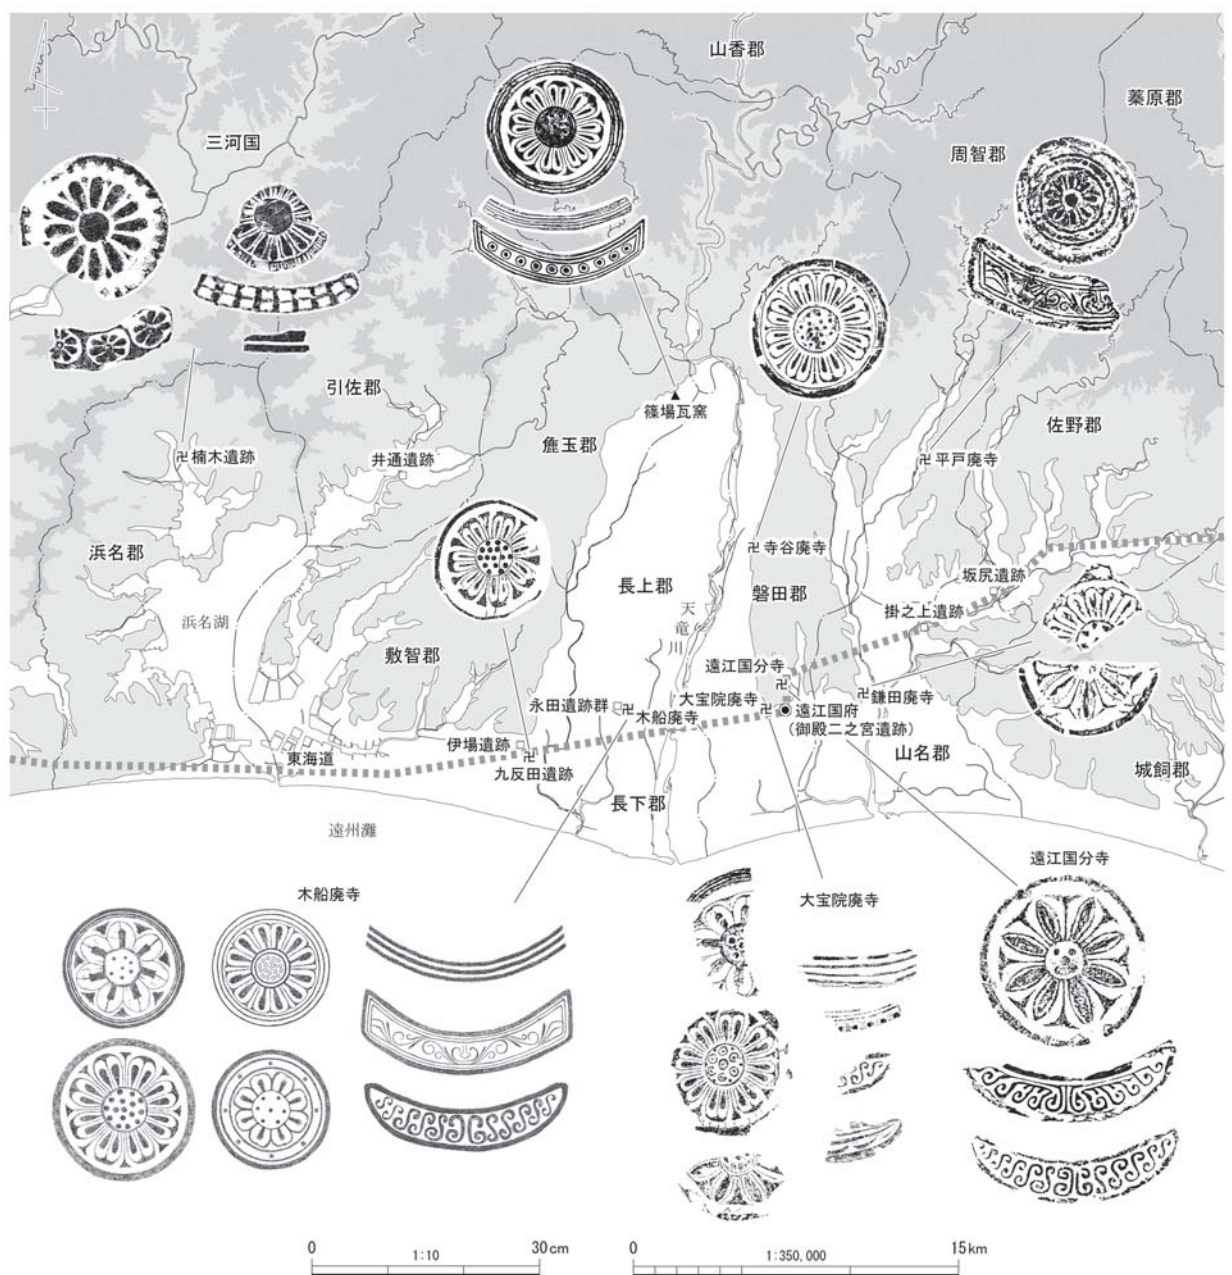 山香郡
蓁原郡
三河国
周智郡
引佐郡
篠場瓦窯
麁玉郡
佐野郡
卍楠木遺跡
井通遺跡
卍平戸廃寺
浜名郡
卍寺谷廃寺
長上郡
磐田郡
坂尻遺跡
天竜川
掛之上遺跡
浜名湖
敷智郡
遠江国分寺
卍
永田遺跡群
卍木船廃寺
大宝院廃寺
卍
卍鎌田廃寺
遠江国府
(御殿二之宮遺跡)
伊場遺跡
卍
九反田遺跡
東海道
山名郡
城飼郡
長下郡
遠州灘
木船廃寺
大宝院廃寺
遠江国分寺
0 1:10 30cm
0 1:350,000 15km